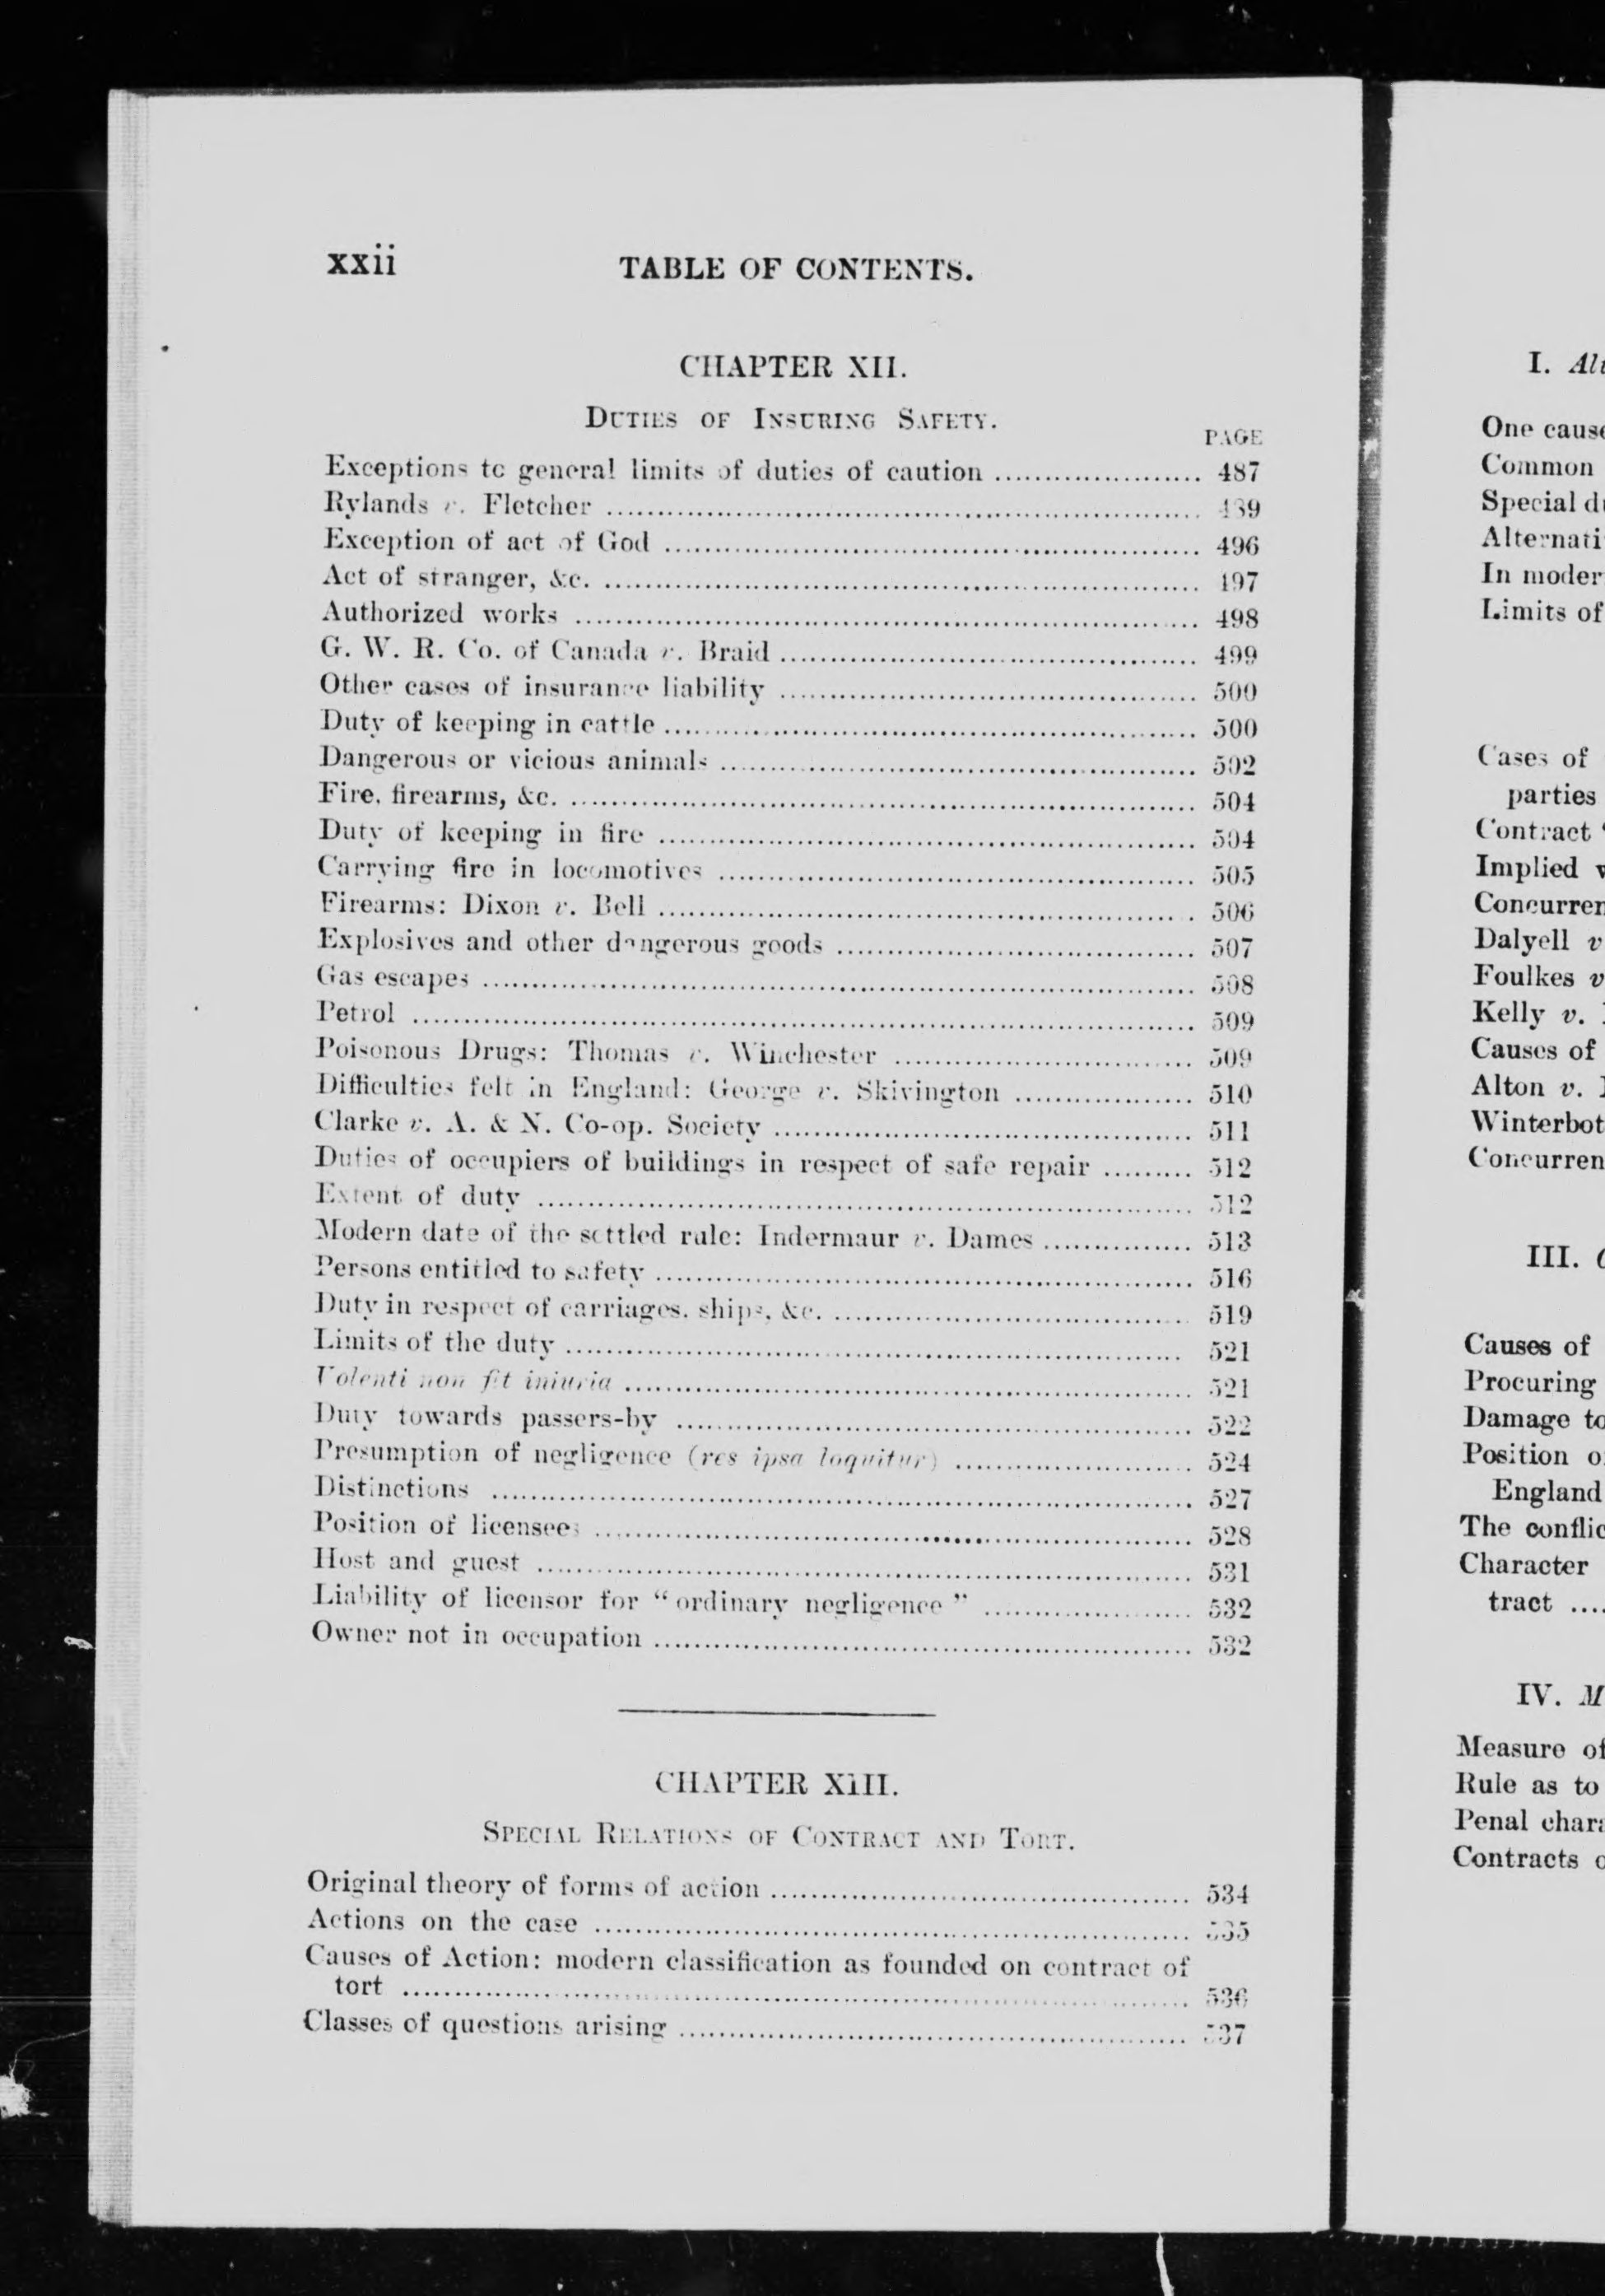 xxii TABLE OF CONTENTS.
CHAPTER XII.
DUTIES OF INSURING SAFETY.
PAGE
Exceptions to general limits of duties of caution ..................... 487
Rylands v. Fletcher ..................... 489
Exception of act of God ..................... 496
Act of stranger, &c. ..................... 497
Authorized works ..................... 498
G. W. R. Co. of Canada v. Braid ..................... 499
Other cases of insurance liability ..................... 500
Duty of keeping in cattle ..................... 500
Dangerous or vicious animals ..................... 502
Fire, firearms, &c. ..................... 504
Duty of keeping in fire ..................... 504
Carrying fire in locomotives ..................... 505
Firearms: Dixon v. Bell ..................... 506
Explosives and other dangerous goods ..................... 507
Gas escapes ..................... 508
Petrol ..................... 509
Poisonous Drugs: Thomas v. Winchester ..................... 509
Difficulties felt in England: George v. Skivington .................. 510
Clarke v. A. & N. Co-op. Society ..................... 511
Duties of occupiers of buildings in respect of safe repair ......... 512
Extent of duty ..................... 512
Modern date of the settled rule: Indermaur v. Dames ............... 513
Persons entitled to safety ..................... 516
Duty in respect of carriages, ships, &c. ..................... 519
Limits of the duty ..................... 521
Volenti non fit iniuria ..................... 521
Duty towards passers-by ..................... 522
Presumption of negligence (res ipsa loquitur) ..................... 524
Distinctions ..................... 527
Position of licensees ..................... 528
Host and guest ..................... 531
Liability of licensor for "ordinary negligence" ..................... 532
Owner not in occupation ..................... 532
CHAPTER XIII.
SPECIAL RELATIONS OF CONTRACT AND TORT.
Original theory of forms of action ..................... 534
Actions on the case ..................... 535
Causes of Action: modern classification as founded on contract of
tort ..................... 536
Classes of questions arising ..................... 537
I.
One
Common
Special
In
Limits of
Cases of
parties
Contract
Implied
Dalyell v
Foulkes v
Kelly v.
Causes of
Alton v.
III.
Causes of
Procuring
Damage to
Position
England
The
Character
tract ....
IV. M
Measure of
Rule as to
Penal
Contracts